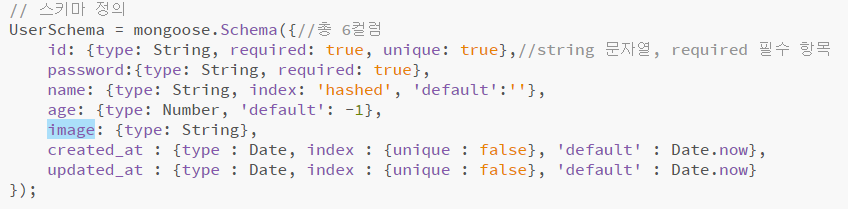 // 스키마 정의
UserSchema = mongoose.Schema({//총 6컬럼
    id: {type: String, required: true, unique: true},//string 문자열, required 필수 항목
    password:{type: String, required: true},
    name: {type: String, index: 'hashed', 'default':''},
    age: {type: Number, 'default': -1},
    image: {type: String},
    created_at : {type : Date, index : {unique : false}, 'default' : Date.now},
    updated_at : {type : Date, index : {unique : false}, 'default' : Date.now}
});